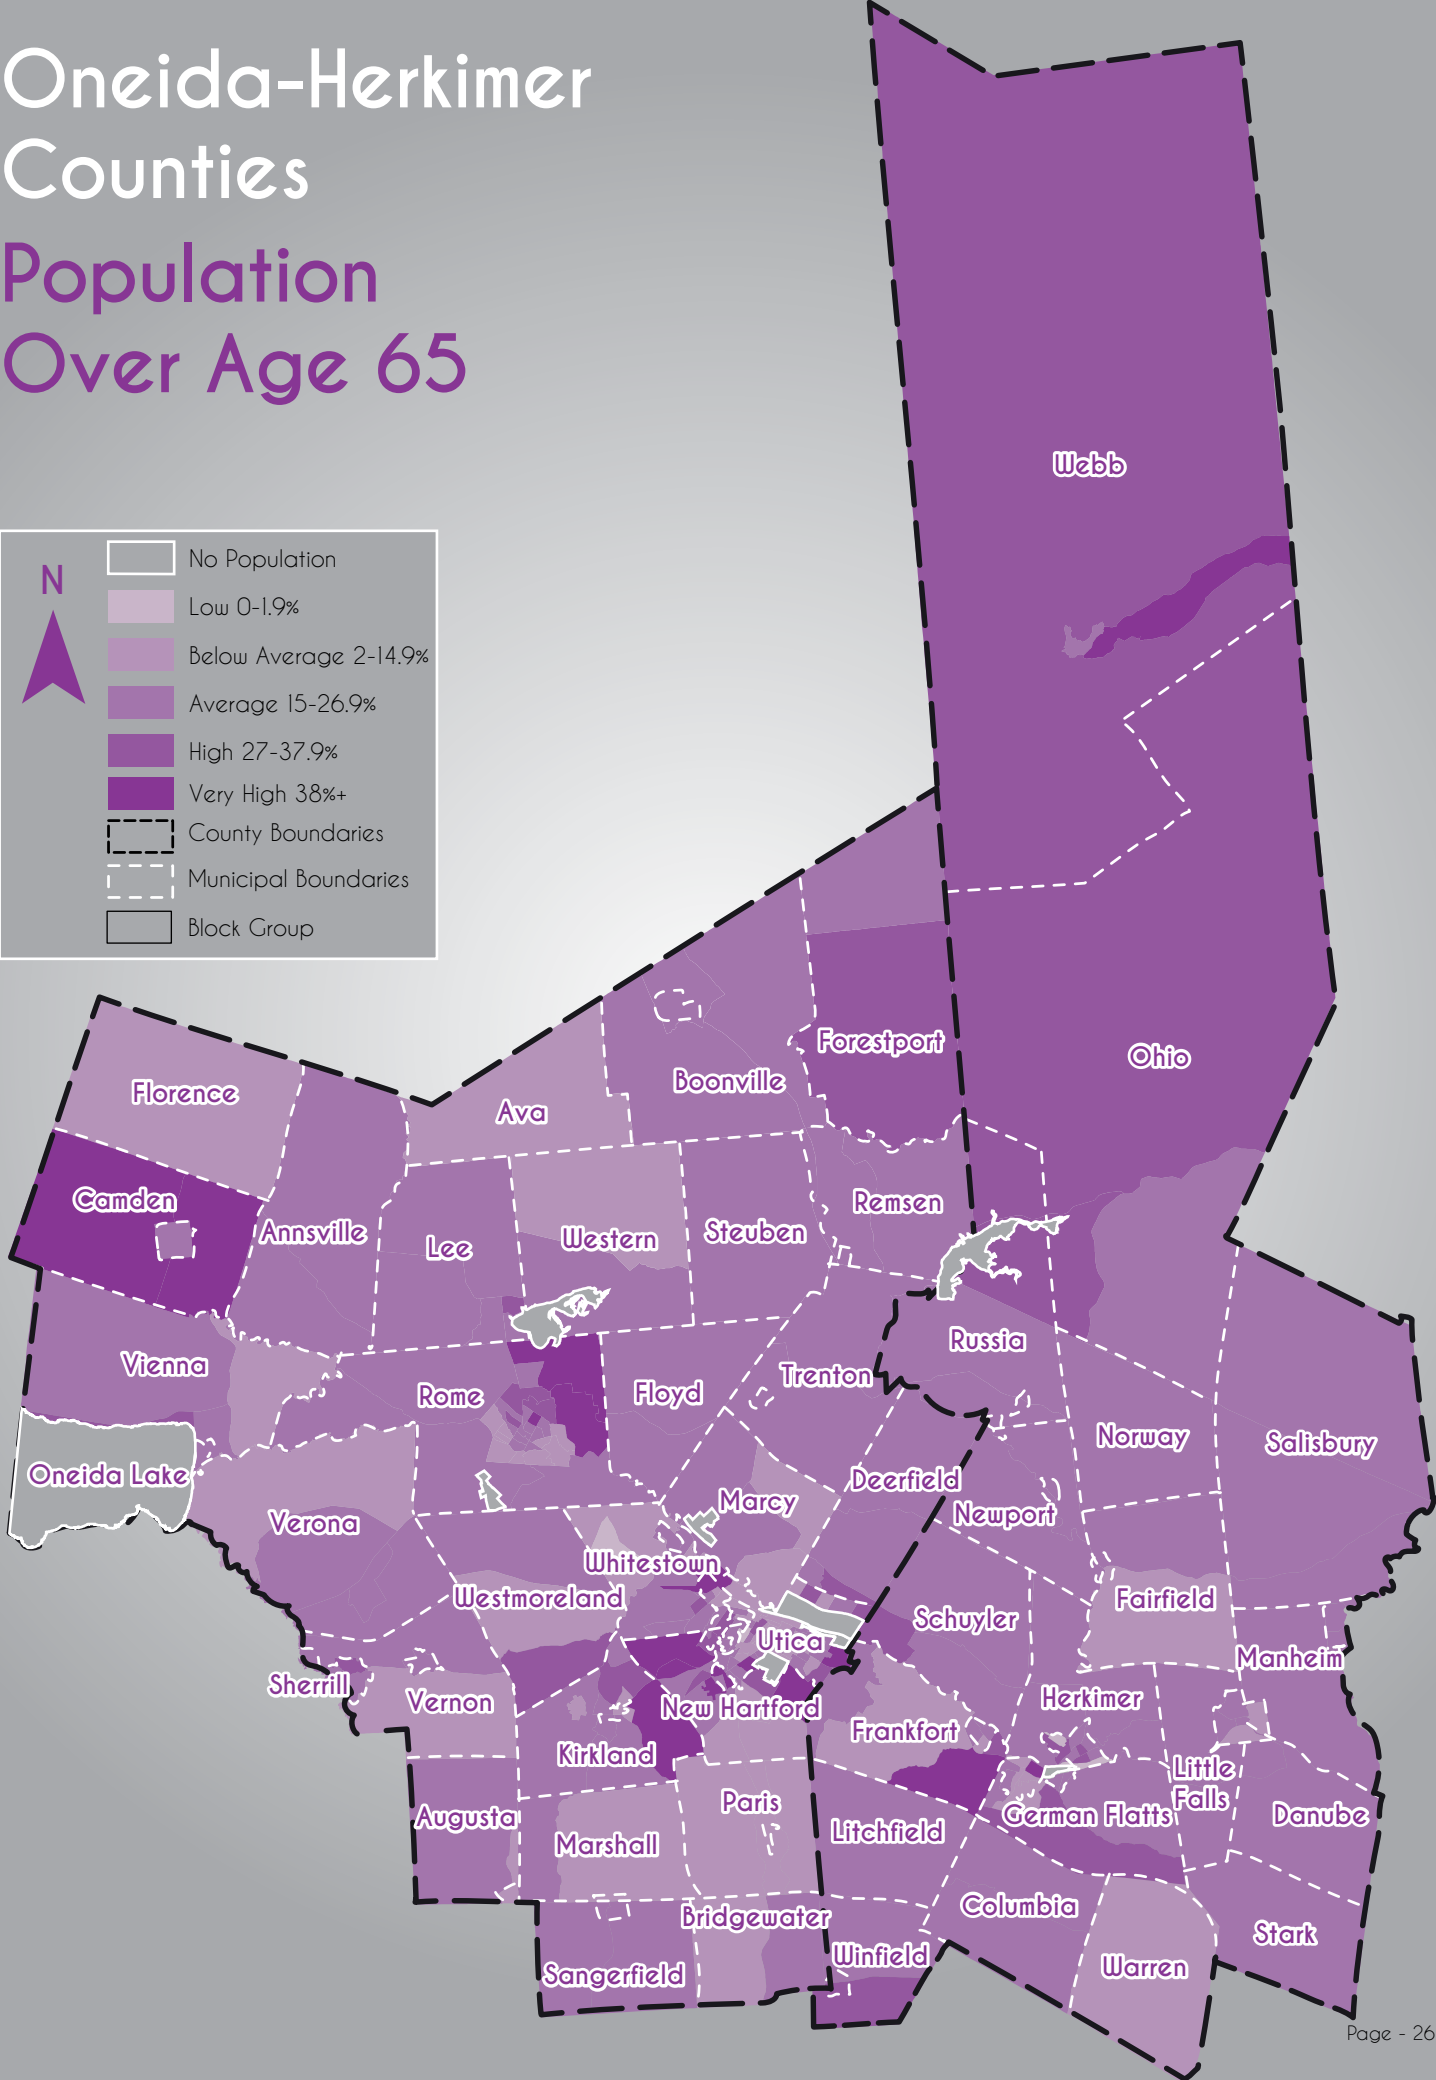 Oneida-Herkimer
Counties
Population
Over Age 65
N
No Population
Low 0-1.9%
Below Average 2-14.9%
Average 15-26.9%
High 27-37.9%
Very High 38%+
County Boundaries
Municipal Boundaries
Block Group
Webb
Forestport
Ohio
Boonville
Florence
Ava
Camden
Annsville
Lee
Western
Steuben
Remsen
Vienna
Rome
Floyd
Trenton
Russia
Norway
Salisbury
Oneida Lake
Verona
Marcy
Deerfield
Newport
Whitestown
Westmoreland
Fairfield
Schuyler
Utica
Manheim
Sherrill
Vernon
New Hartford
Herkimer
Frankfort
Kirkland
Little
Falls
Augusta
Paris
Marshall
Litchfield
German Flatts
Danube
Bridgewater
Columbia
Stark
Winfield
Sangerfield
Warren
Page - 26